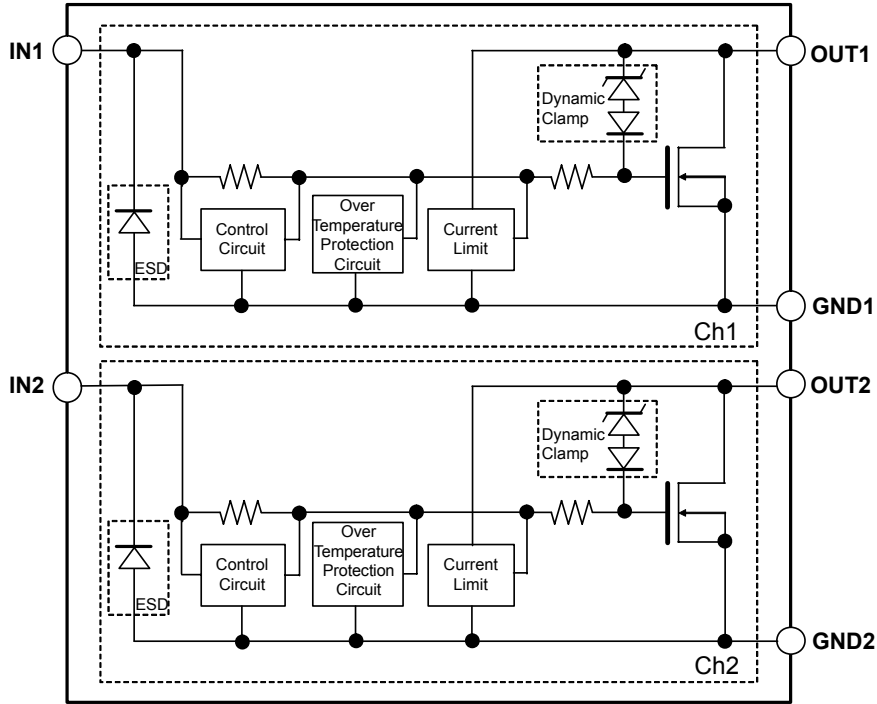 IN1
OUT1
Dynamic
Clamp
Control
Circuit
Over
Temperature
Protection
Circuit
Current
Limit
ESD
GND1
Ch1
IN2
OUT2
Dynamic
Clamp
Control
Circuit
Over
Temperature
Protection
Circuit
Current
Limit
ESD
GND2
Ch2